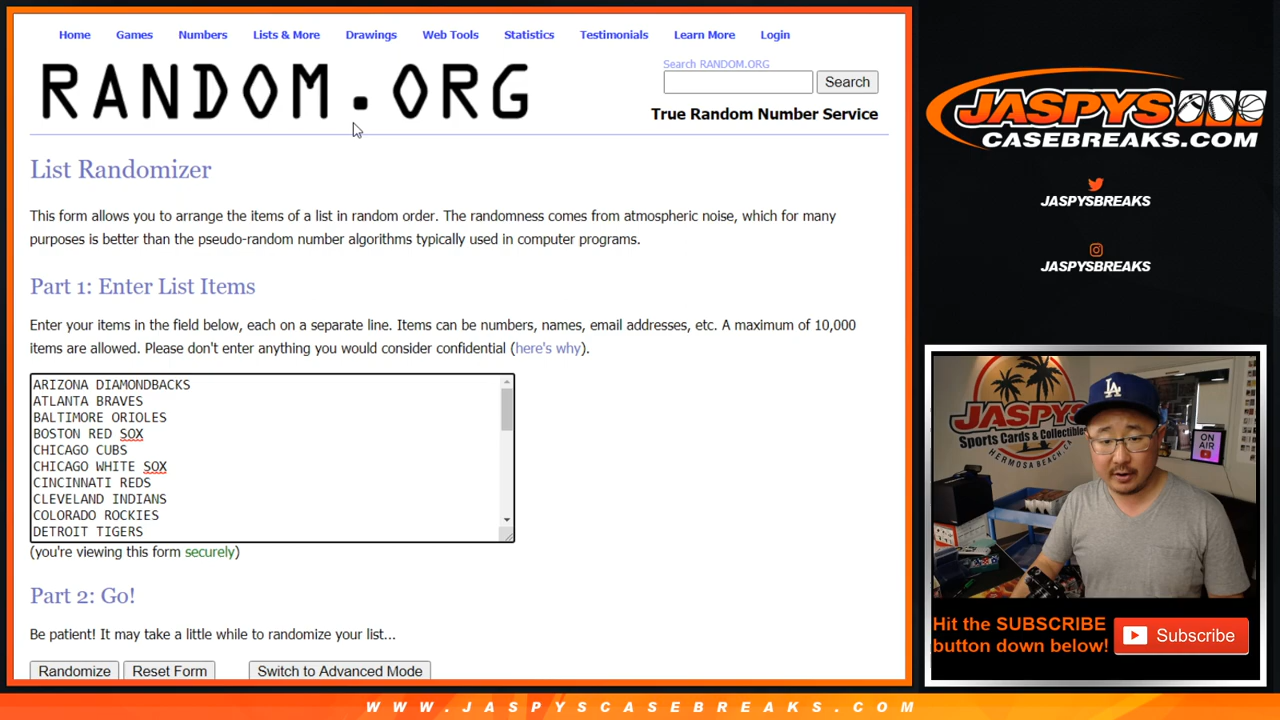 Home Games Numbers Lists & More Drawings Web Tools Statistics Testimonials Learn More Login
RANDOM.ORG
Search RANDOM.ORG
Search
True Random Number Service
List Randomizer
This form allows you to arrange the items of a list in random order. The randomness comes from atmospheric noise, which for many
purposes is better than the pseudo-random number algorithms typically used in computer programs.
Part 1: Enter List Items
Enter your items in the field below, each on a separate line. Items can be numbers, names, email addresses, etc. A maximum of 10,000
items are allowed. Please don't enter anything you would consider confidential (here's why).
ARIZONA DIAMONDBACKS
ATLANTA BRAVES
BALTIMORE ORIOLES
BOSTON RED SOX
CHICAGO CUBS
CHICAGO WHITE SOX
CINCINNATI REDS
CLEVELAND INDIANS
COLORADO ROCKIES
DETROIT TIGERS
(you're viewing this form securely)
Part 2: Go!
Be patient! It may take a little while to randomize your list...
Randomize Reset Form Switch to Advanced Mode
JASPYS
CASEBREAKS.COM
JASPYSBREAKS
JASPYSBREAKS
JASPYS
Sports Cards & Collectibles
HERMOSA BEACH, CA
LA
ON
AIR
Hit the SUBSCRIBE
button down below!
Subscribe
WWW.JASPYSCASEBREAKS.COM